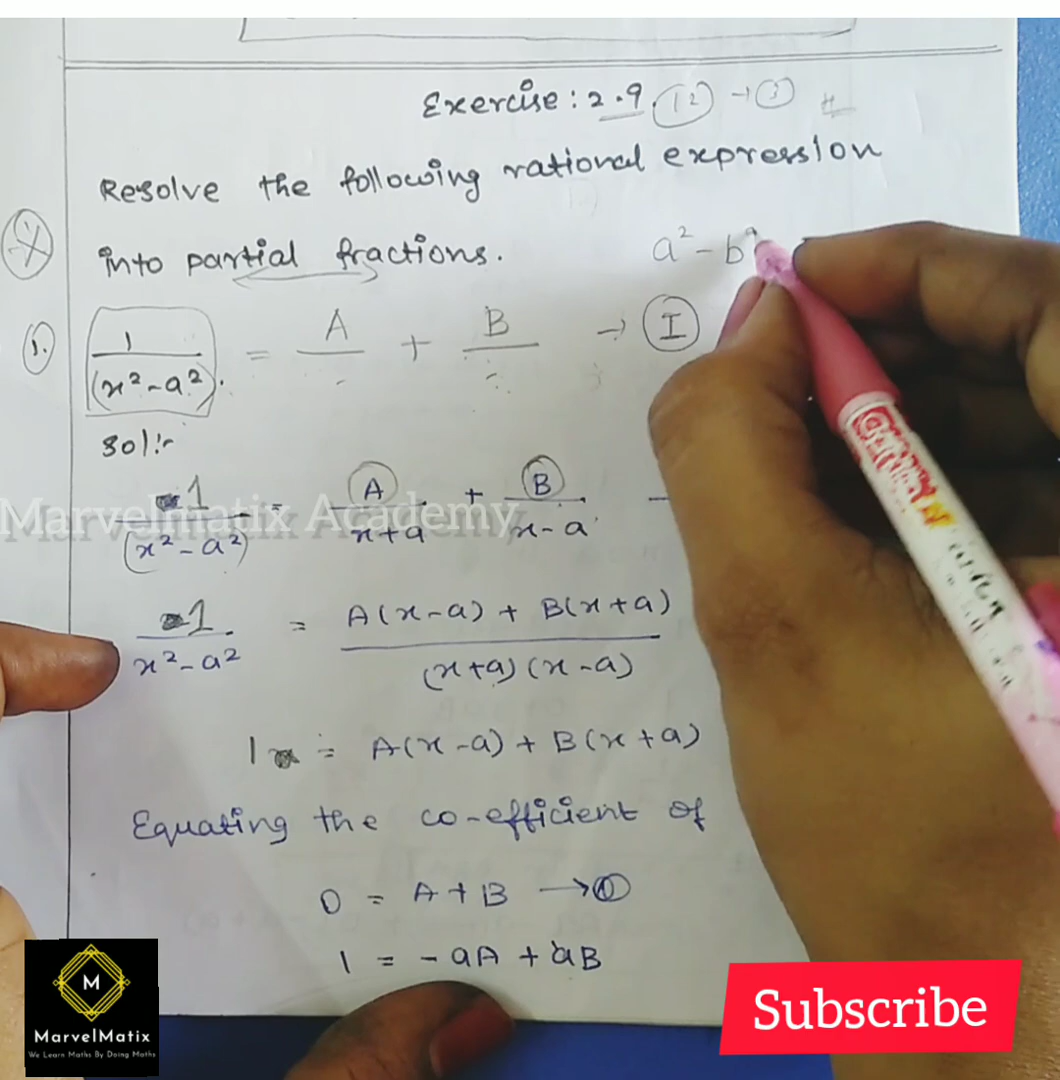 Exercise: 2.9 (12) → (3)
Resolve the following rational expression
into partial fractions.
a² - b²
1. 1/(x² - a²). = A/ + B/ → (I)
Sol:-
1/(x² - a²) = A/x+a + B/x-a
1/x² - a² = A(x-a) + B(x+a)/(x+a)(x-a)
1 = A(x-a) + B(x+a)
Equating the co-efficient of
0 = A + B → (1)
1 = - aA + aB
Marvelmatix Academy
M
MarvelMatix
We Learn Maths By Doing Maths
Subscribe